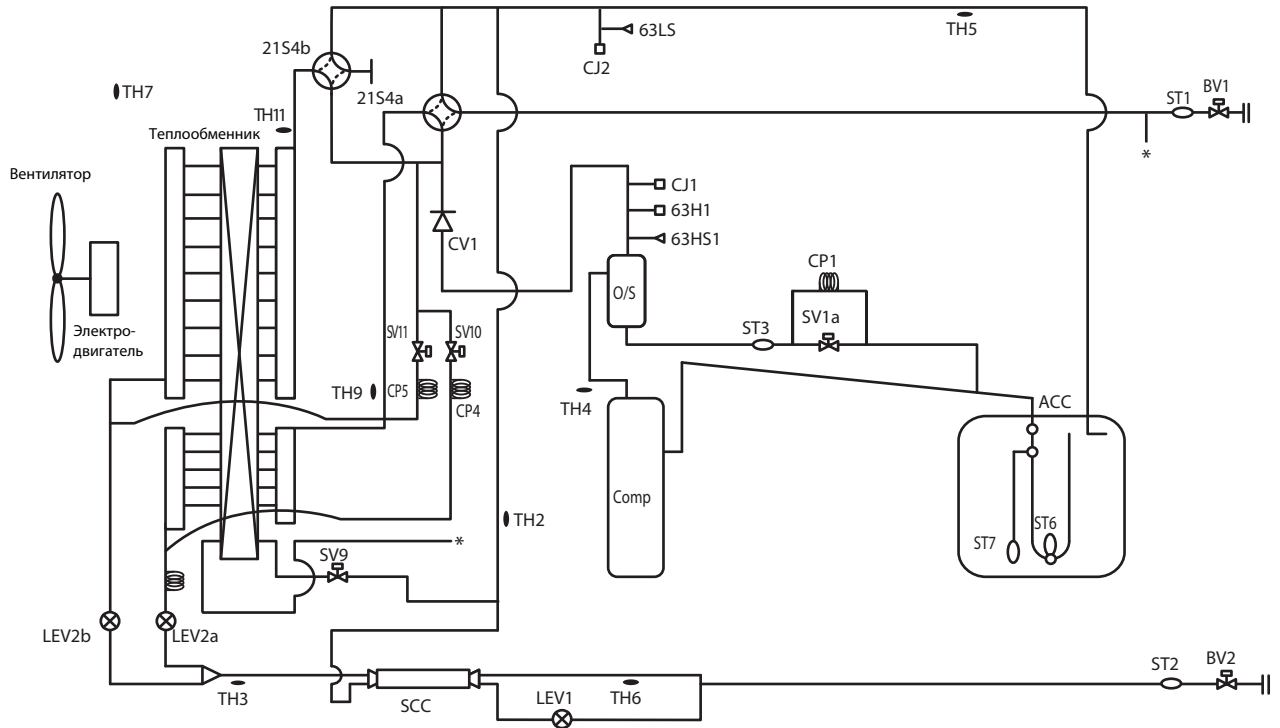 63LS
TH5
21S4b
CJ2
TH7
21S4a
ST1
BV1
TH11
Теплообменник
*
Вентилятор
CJ1
63H1
CV1
63HS1
CP1
O/S
Электро-
двигатель
SV11
SV10
ST3
SV1a
TH9
CP5
CP4
TH4
ACC
Comp
TH2
ST6
ST7
SV9
*
LEV2b
LEV2a
TH3
SCC
LEV1
TH6
ST2
BV2